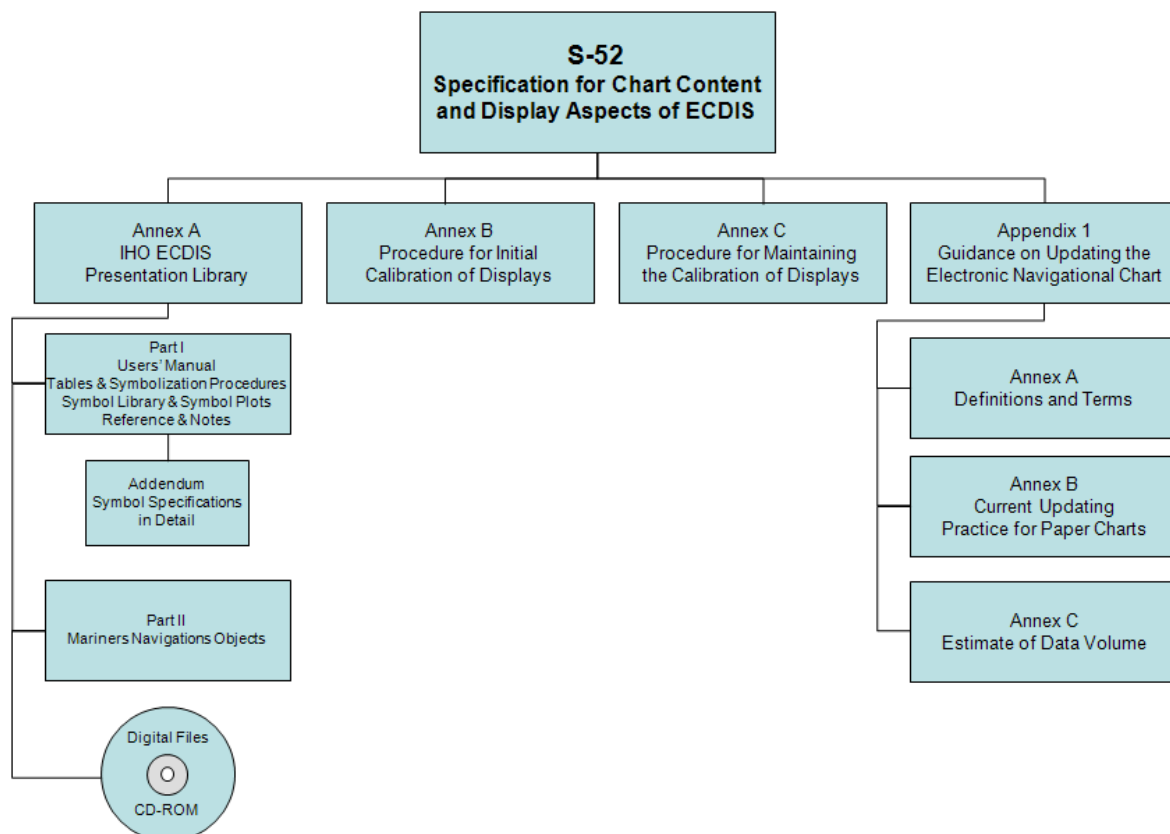 S-52
Specification for Chart Content
and Display Aspects of ECDIS
Annex A
IHO ECDIS
Presentation Library
Annex B
Procedure for Initial
Calibration of Displays
Annex C
Procedure for Maintaining
the Calibration of Displays
Appendix 1
Guidance on Updating the
Electronic Navigational Chart
Part I
Users' Manual
Tables & Symbolization Procedures
Symbol Library & Symbol Plots
Reference & Notes
Addendum
Symbol Specifications
in Detail
Part II
Mariners Navigations Objects
Digital Files
CD-ROM
Annex A
Definitions and Terms
Annex B
Current Updating
Practice for Paper Charts
Annex C
Estimate of Data Volume